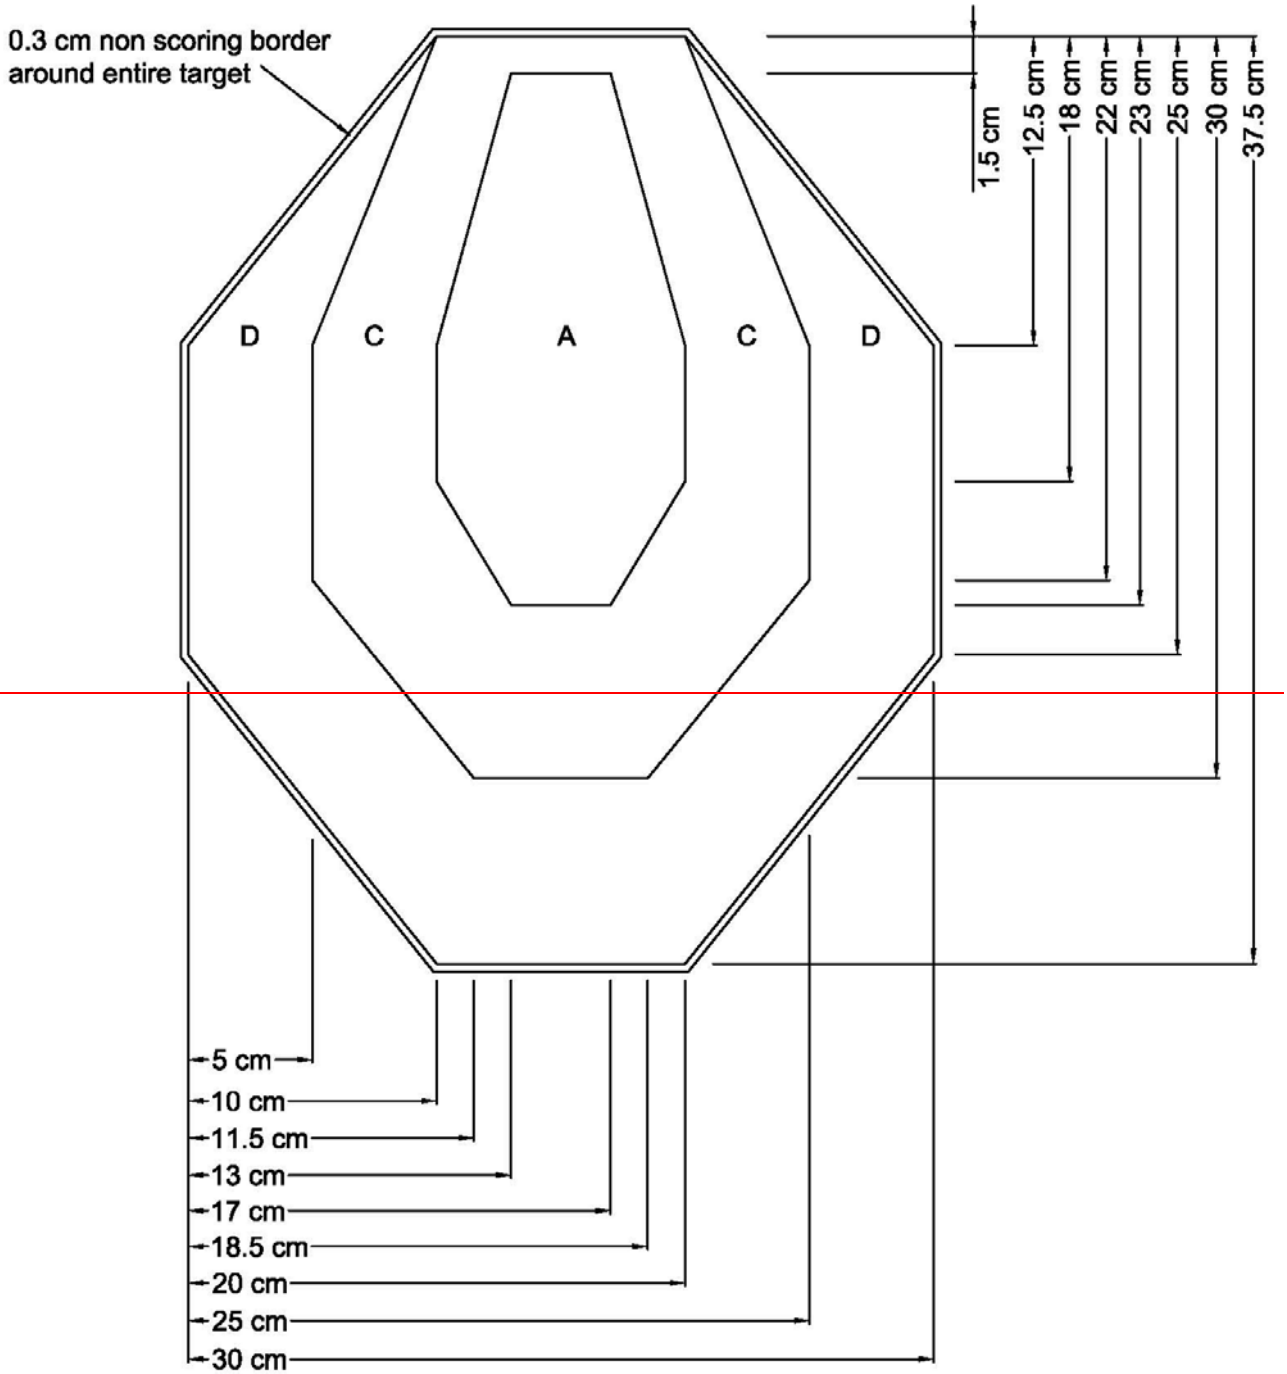 0.3 cm non scoring border
around entire target
1.5 cm
12.5 cm
18 cm
22 cm
23 cm
25 cm
30 cm
37.5 cm
D
C
A
C
D
5 cm
10 cm
11.5 cm
13 cm
17 cm
18.5 cm
20 cm
25 cm
30 cm